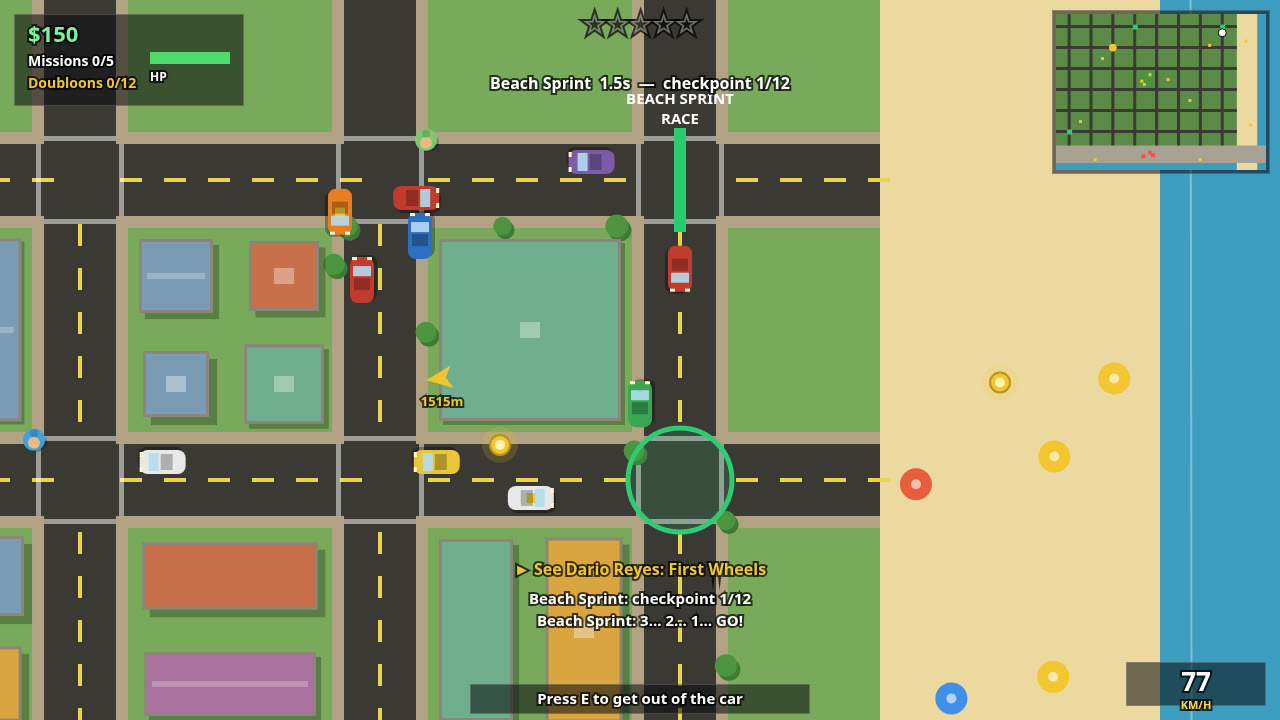 $150
Missions 0/5
Doubloons 0/12
HP
Beach Sprint 1.5s — checkpoint 1/12
BEACH SPRINT
RACE
1515m
▶ See Dario Reyes: First Wheels
Beach Sprint: checkpoint 1/12
Beach Sprint: 3... 2... 1... GO!
Press E to get out of the car
77
KM/H